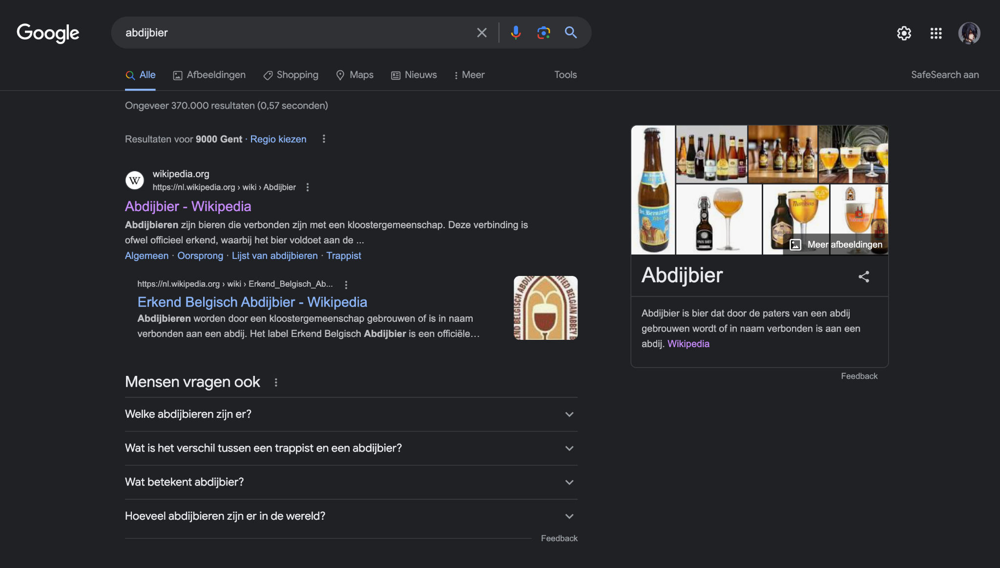 Google
abdijbier
Alle
Afbeeldingen
Shopping
Maps
Nieuws
Meer
Tools
SafeSearch aan
Ongeveer 370.000 resultaten (0,57 seconden)
Resultaten voor 9000 Gent · Regio kiezen
W
wikipedia.org
https://nl.wikipedia.org › wiki › Abdijbier
Abdijbier - Wikipedia
Abdijbieren zijn bieren die verbonden zijn met een kloostergemeenschap. Deze verbinding is
ofwel officieel erkend, waarbij het bier voldoet aan de ...
Algemeen · Oorsprong · Lijst van abdijbieren · Trappist
https://nl.wikipedia.org › wiki › Erkend_Belgisch_Ab...
Erkend Belgisch Abdijbier - Wikipedia
Abdijbieren worden door een kloostergemeenschap gebrouwen of is in naam
verbonden aan een abdij. Het label Erkend Belgisch Abdijbier is een officiële...
Mensen vragen ook
Welke abdijbieren zijn er?
Wat is het verschil tussen een trappist en een abdijbier?
Wat betekent abdijbier?
Hoeveel abdijbieren zijn er in de wereld?
Feedback
6,5
Meer afbeeldingen
Abdijbier
Abdijbier is bier dat door de paters van een abdij
gebrouwen wordt of in naam verbonden is aan een
abdij. Wikipedia
Feedback